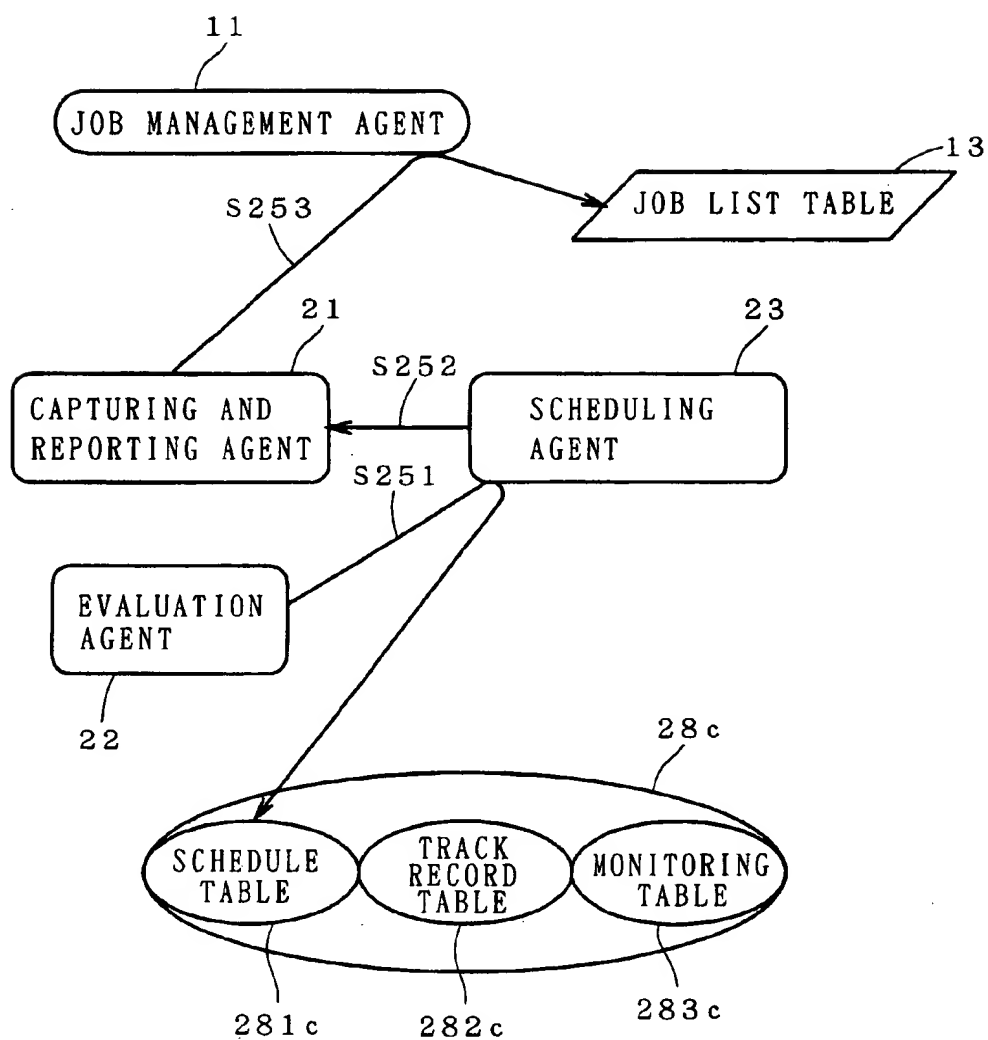 11
JOB MANAGEMENT AGENT
13
JOB LIST TABLE
S253
21
23
S252
CAPTURING AND
REPORTING AGENT
SCHEDULING
AGENT
S251
EVALUATION
AGENT
22
28c
SCHEDULE
TABLE
TRACK
RECORD
TABLE
MONITORING
TABLE
281c
282c
283c